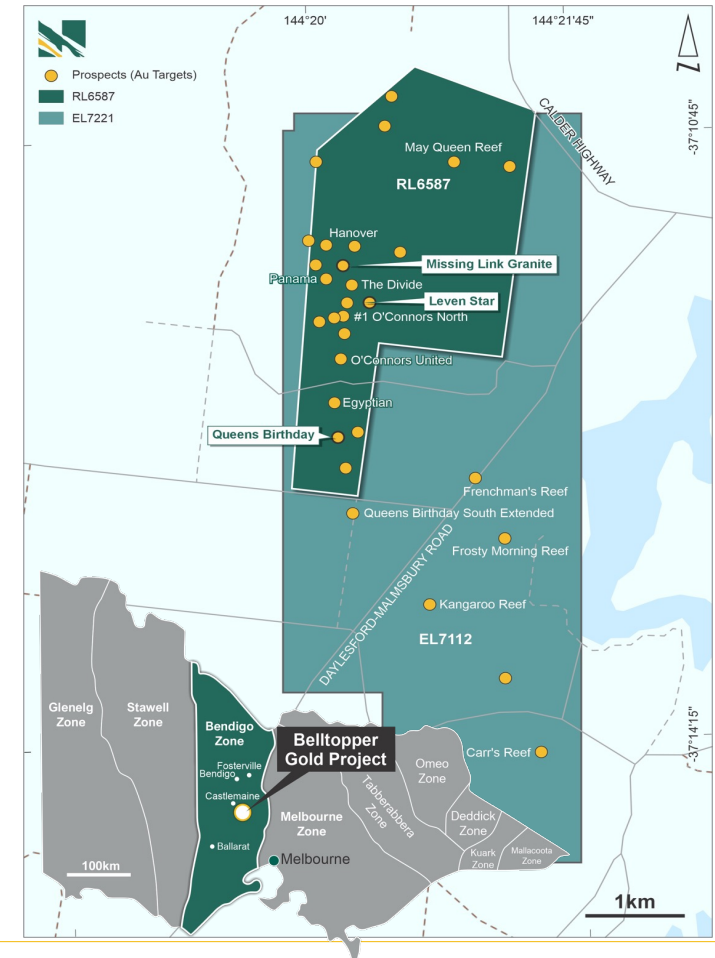 144°20'
144°21'45"
Prospects (Au Targets)
RL6587
EL7221
CALDER HIGHWAY
-37°10'45"
May Queen Reef
RL6587
Hanover
Missing Link Granite
Panama
The Divide
Leven Star
#1 O'Connors North
O'Connors United
Egyptian
Queens Birthday
Frenchman's Reef
Queens Birthday South Extended
Frosty Morning Reef
DAYLESFORD-MALMSBURY ROAD
Kangaroo Reef
EL7112
-37°14'15"
Carr's Reef
Glenelg
Zone
Stawell
Zone
Bendigo
Zone
Belltopper
Gold Project
Fosterville
Bendigo
Castlemaine
Ballarat
Melbourne
Zone
Melbourne
Tabberabbera
Zone
Omeo
Zone
Deddick
Zone
Kuark
Zone
Mallacoota
Zone
100km
1km
Z